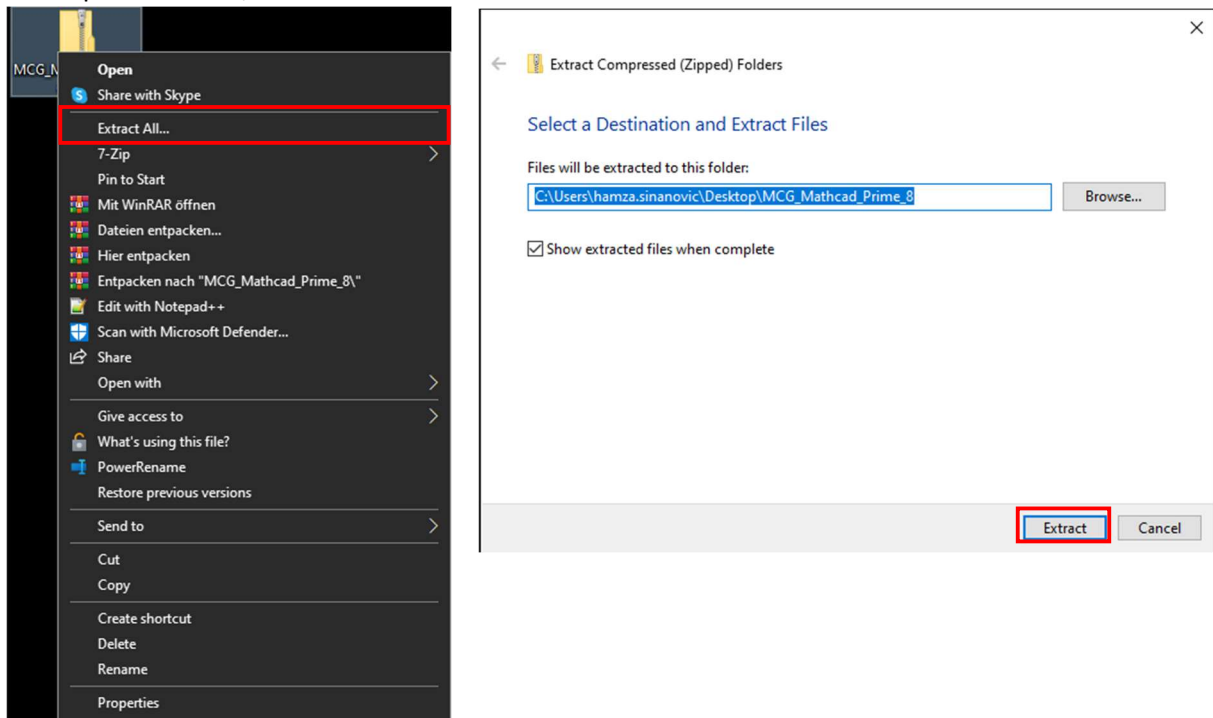 MCG_M
Open
Share with Skype
Extract All...
7-Zip
Pin to Start
Mit WinRAR öffnen
Dateien entpacken...
Hier entpacken
Entpacken nach "MCG_Mathcad_Prime_8\"
Edit with Notepad++
Scan with Microsoft Defender...
Share
Open with
Give access to
What's using this file?
PowerRename
Restore previous versions
Send to
Cut
Copy
Create shortcut
Delete
Rename
Properties
Extract Compressed (Zipped) Folders
Select a Destination and Extract Files
Files will be extracted to this folder:
C:\Users\hamza.sinanovic\Desktop\MCG_Mathcad_Prime_8
Browse...
Show extracted files when complete
Extract
Cancel